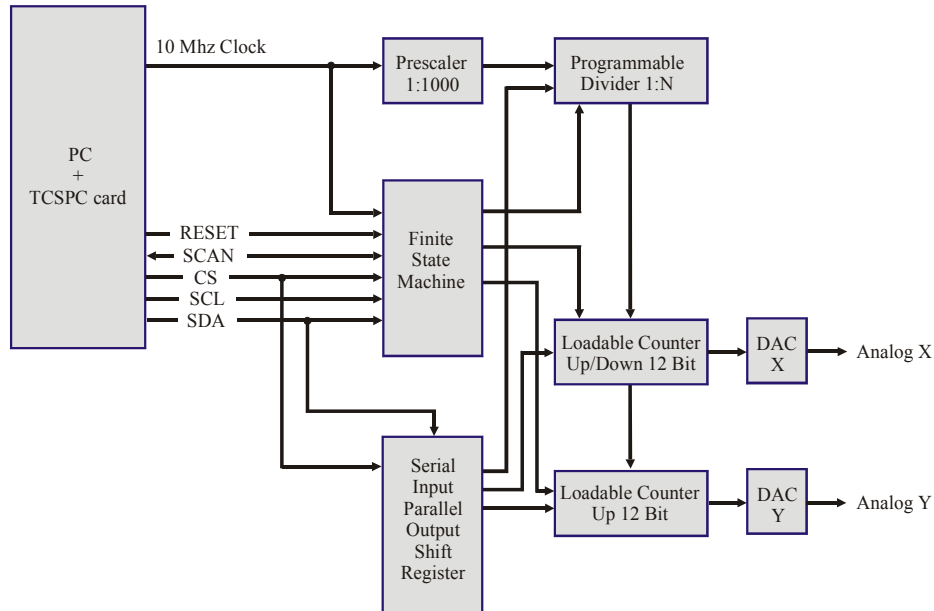 PC
+
TCSPC card
10 Mhz Clock
Prescaler
1:1000
Programmable
Divider 1:N
RESET
SCAN
CS
SCL
SDA
Finite
State
Machine
Loadable Counter
Up/Down 12 Bit
DAC
X
Analog X
Serial
Input
Parallel
Output
Shift
Register
Loadable Counter
Up 12 Bit
DAC
Y
Analog Y